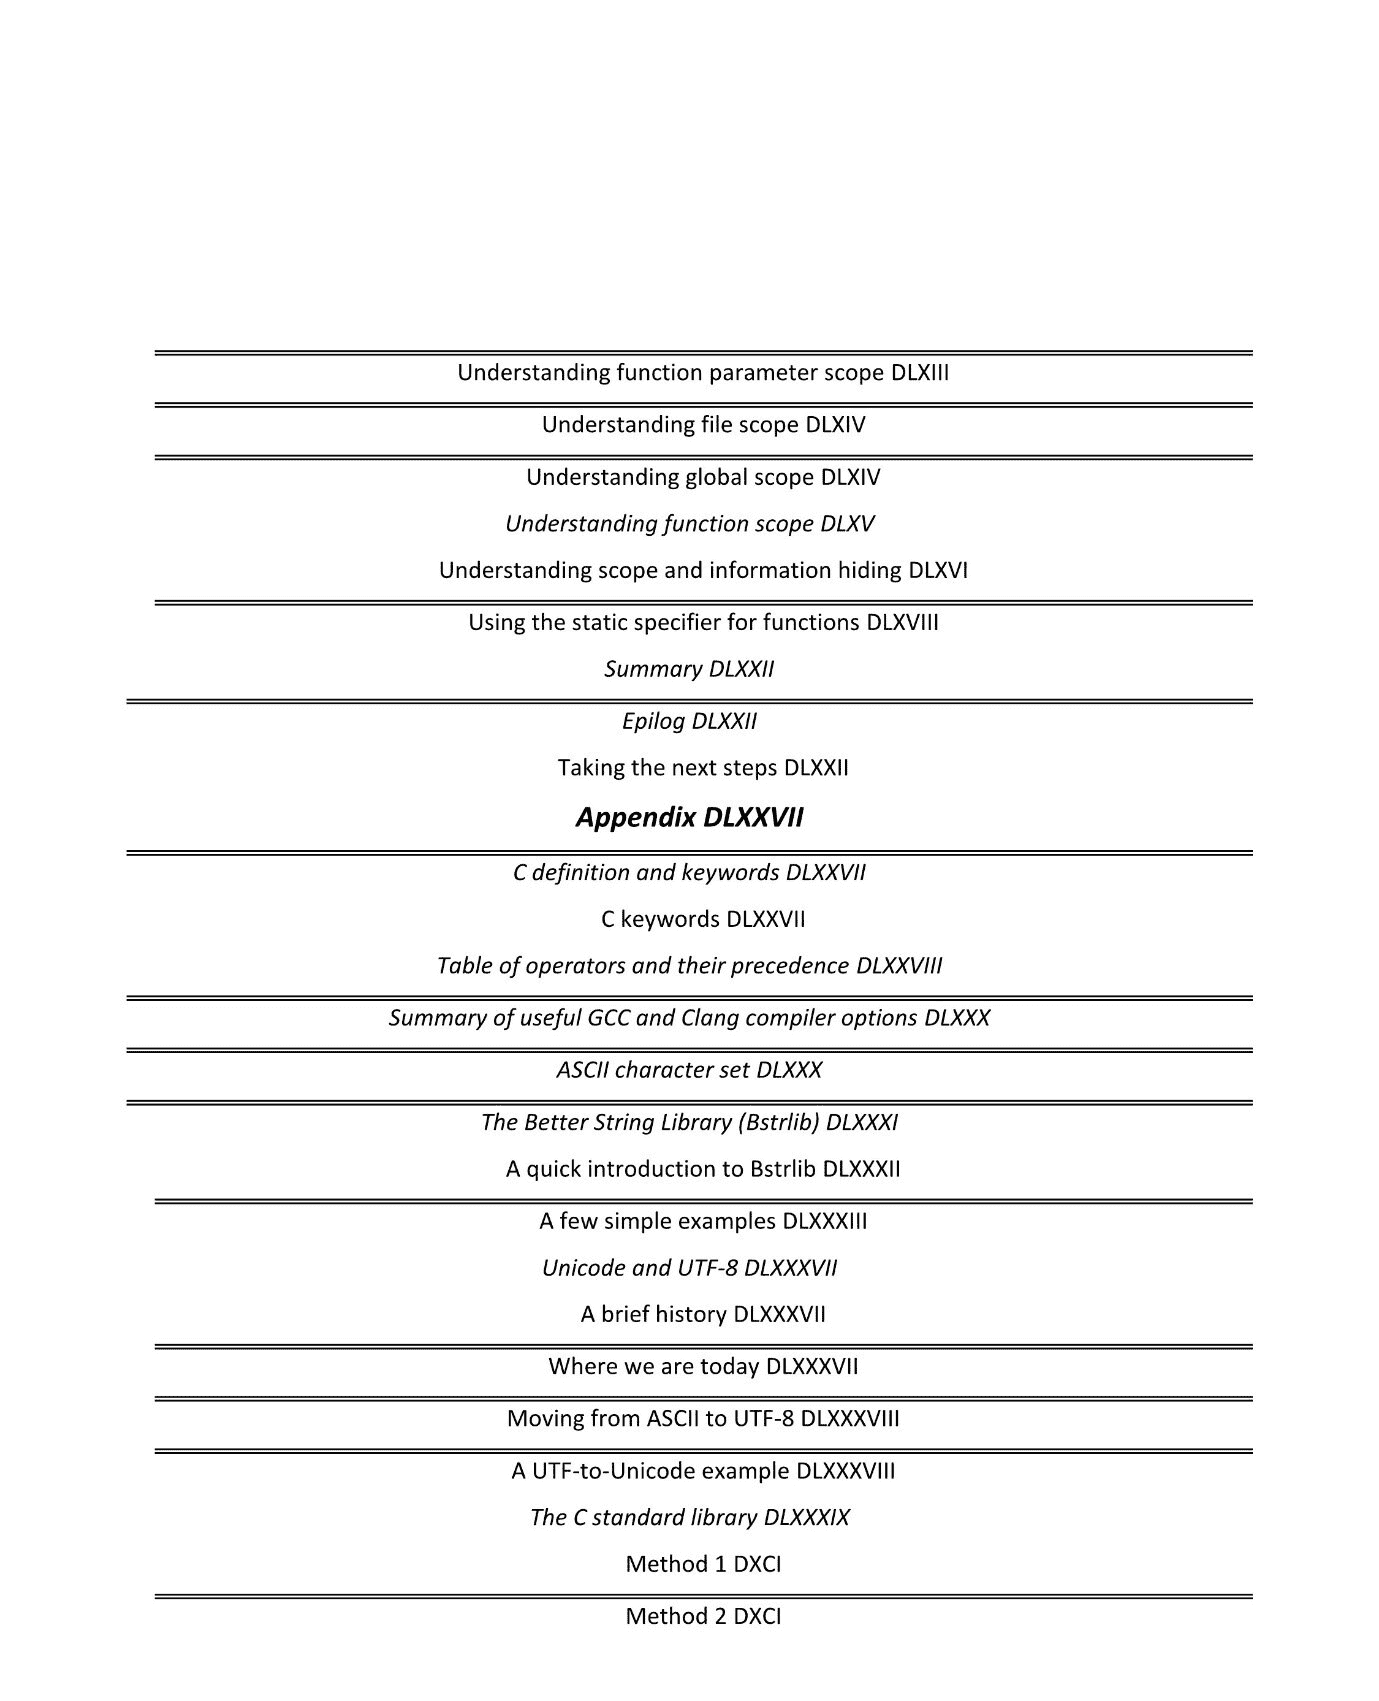 Understanding function parameter scope DLXIII
Understanding file scope DLXIV
Understanding global scope DLXIV
Understanding function scope DLXV
Understanding scope and information hiding DLXVI
Using the static specifier for functions DLXVIII
Summary DLXXII
Epilog DLXXII
Taking the next steps DLXXII
Appendix DLXXVII
C definition and keywords DLXXVII
C keywords DLXXVII
Table of operators and their precedence DLXXVIII
Summary of useful GCC and Clang compiler options DLXXX
ASCII character set DLXXX
The Better String Library (Bstrlib) DLXXXI
A quick introduction to Bstrlib DLXXXII
A few simple examples DLXXXIII
Unicode and UTF-8 DLXXXVII
A brief history DLXXXVII
Where we are today DLXXXVII
Moving from ASCII to UTF-8 DLXXXVIII
A UTF-to-Unicode example DLXXXVIII
The C standard library DLXXXIX
Method 1 DXCI
Method 2 DXCI